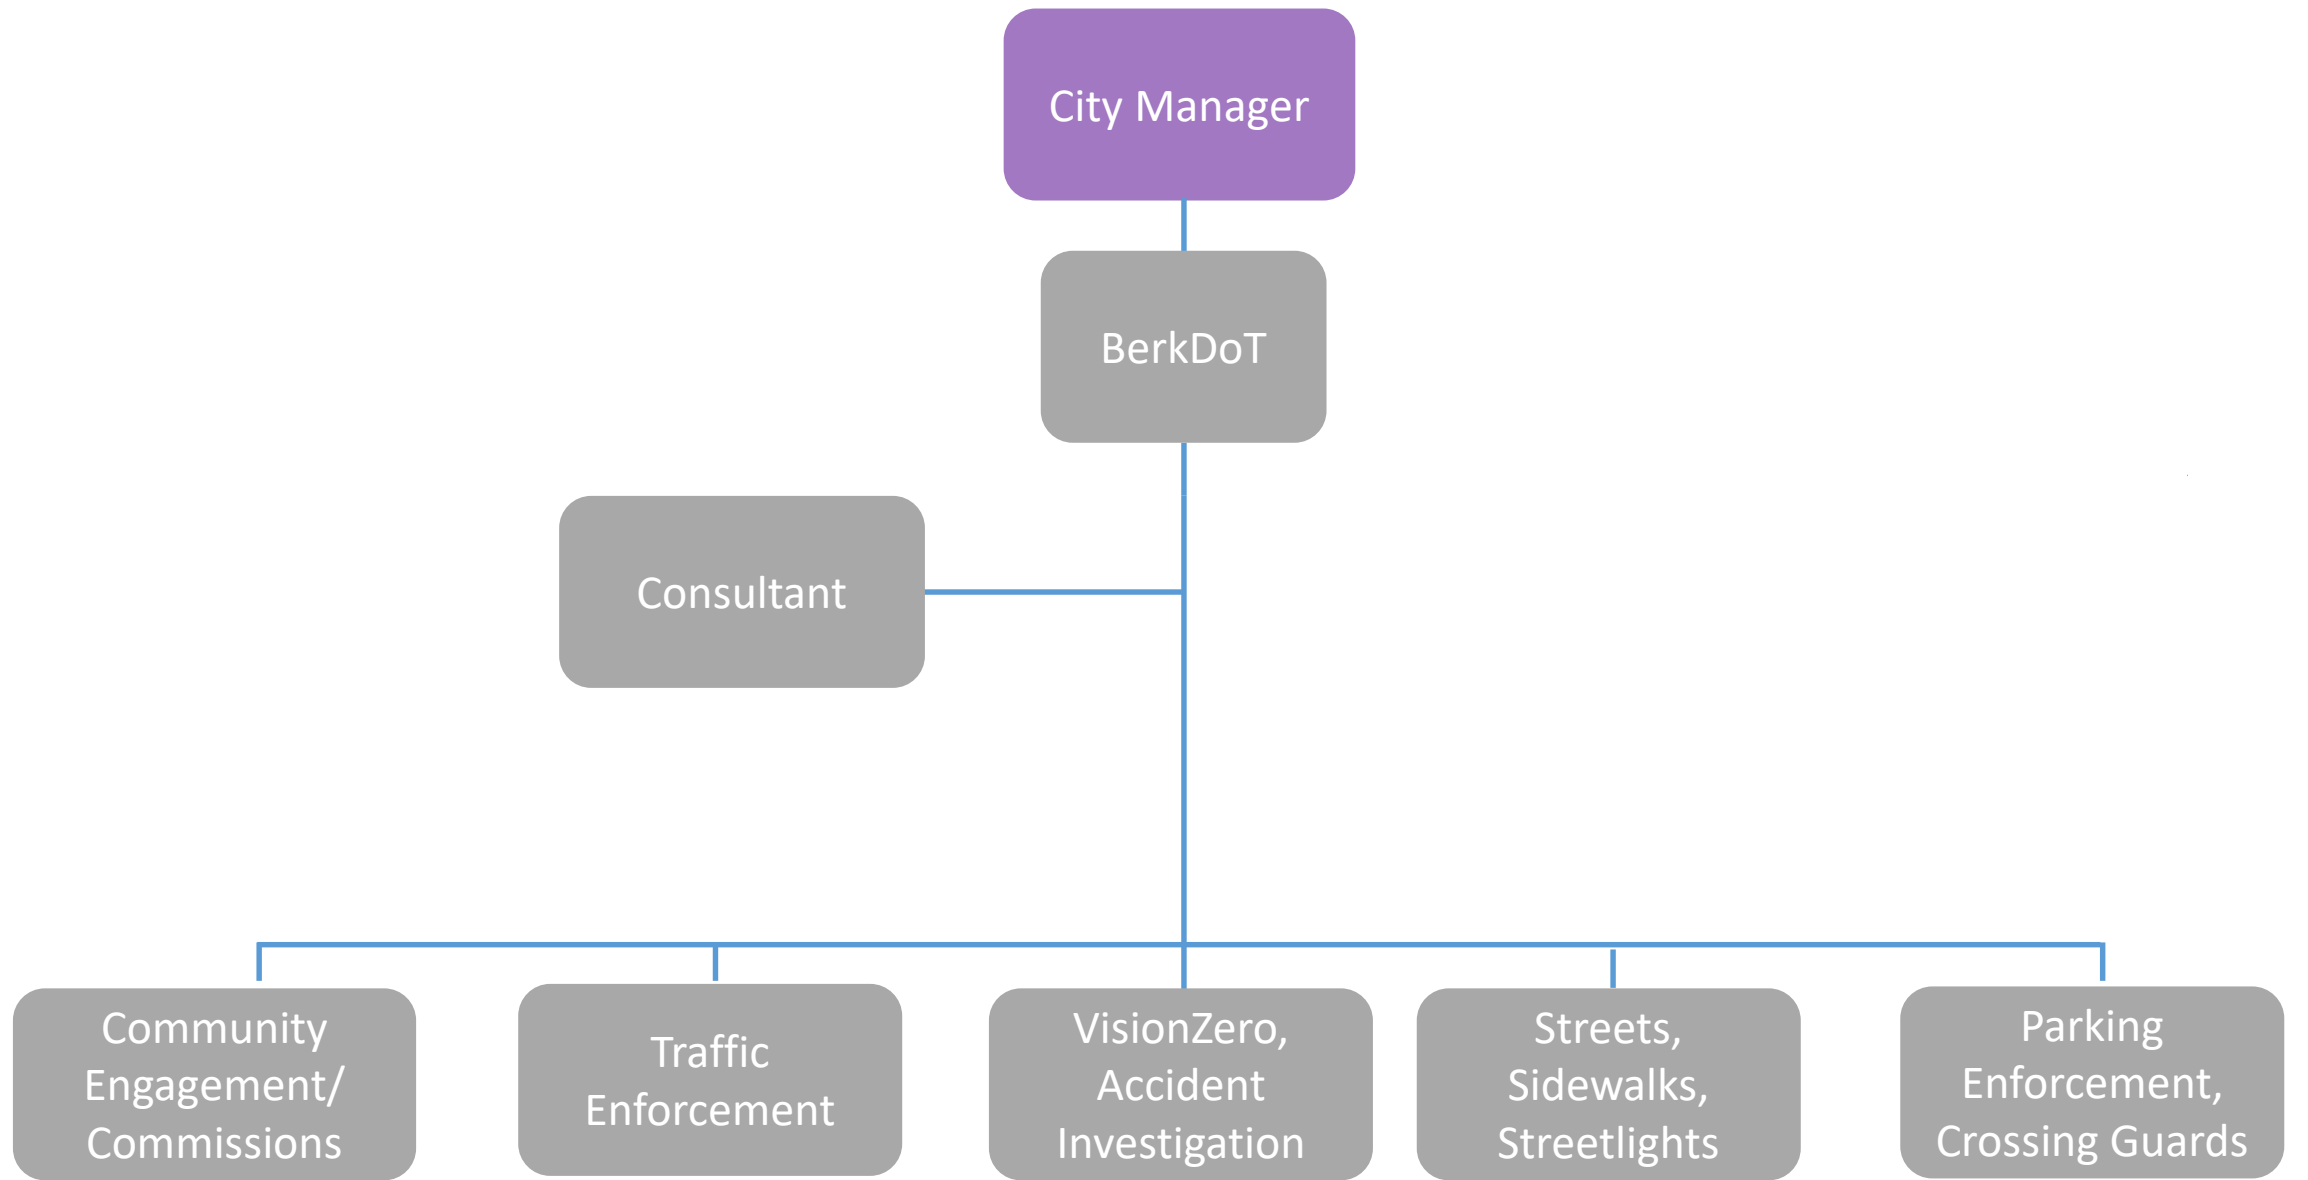 City Manager
BerkDoT
Consultant
Community
Engagement/
Commissions
Traffic
Enforcement
VisionZero,
Accident
Investigation
Streets,
Sidewalks,
Streetlights
Parking
Enforcement,
Crossing Guards